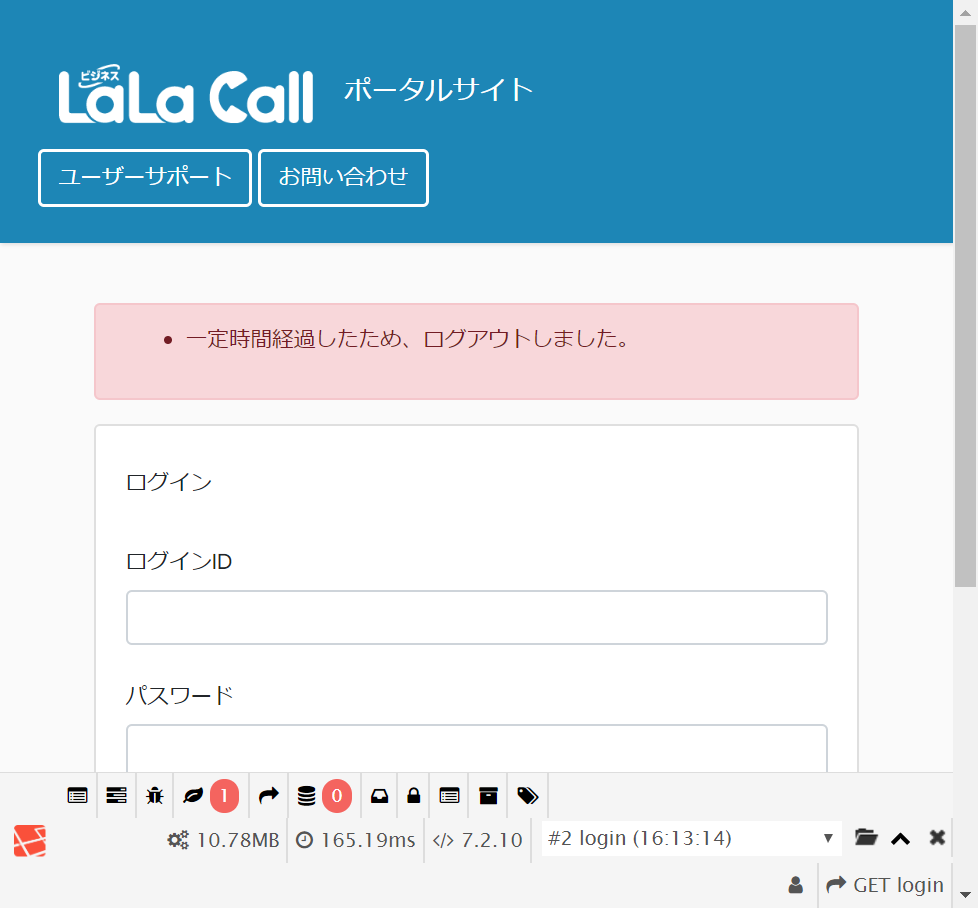 ビジネス
LaLa Call ポータルサイト
ユーザーサポート お問い合わせ
一定時間経過したため、ログアウトしました。
ログイン
ログインID
パスワード
1 0
10.78MB 165.19ms </> 7.2.10 #2 login (16:13:14)
GET login